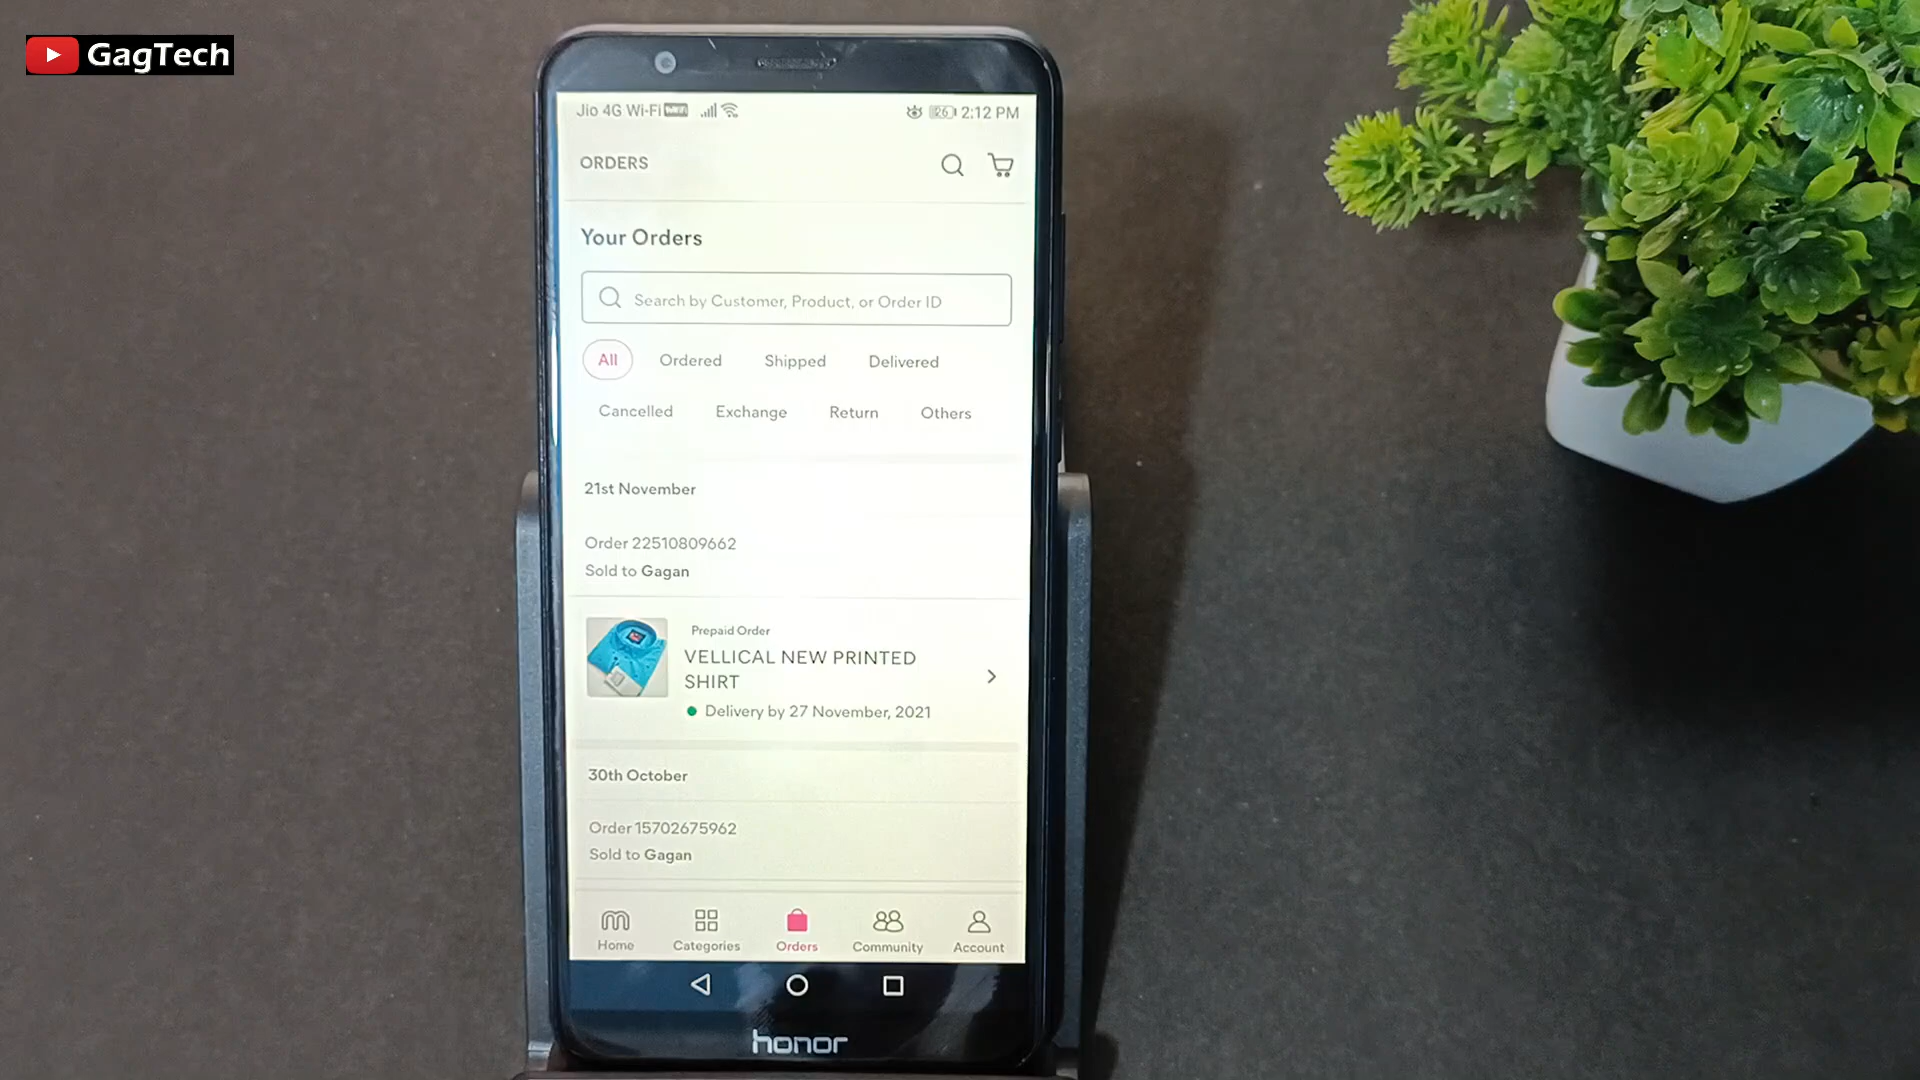 GagTech
Jio 4G Wi-Fi
2:12 PM
ORDERS
Your Orders
Search by Customer, Product, or Order ID
All Ordered Shipped Delivered
Cancelled Exchange Return Others
21st November
Order 22510809662
Sold to Gagan
Prepaid Order
VELLICAL NEW PRINTED
SHIRT
Delivery by 27 November, 2021
30th October
Order 15702675962
Sold to Gagan
Home Categories Orders Community Account
honor